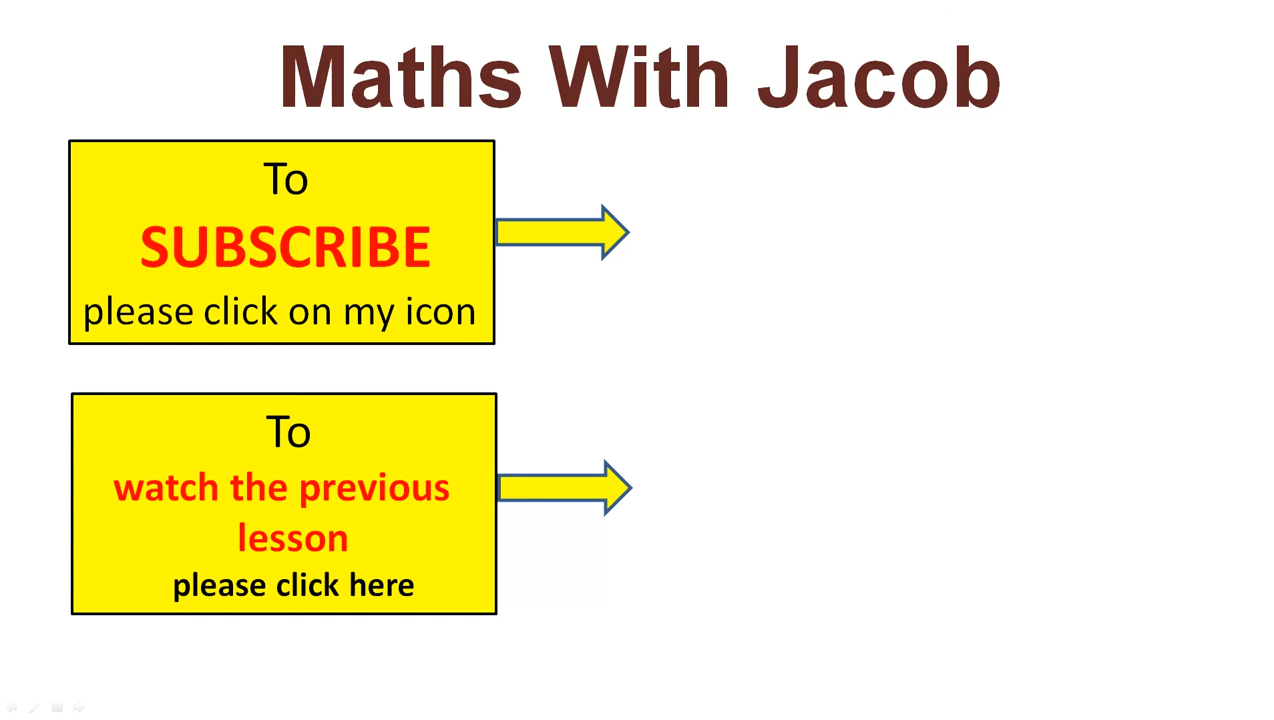 Maths With Jacob
To
SUBSCRIBE
please click on my icon
To
watch the previous
lesson
please click here